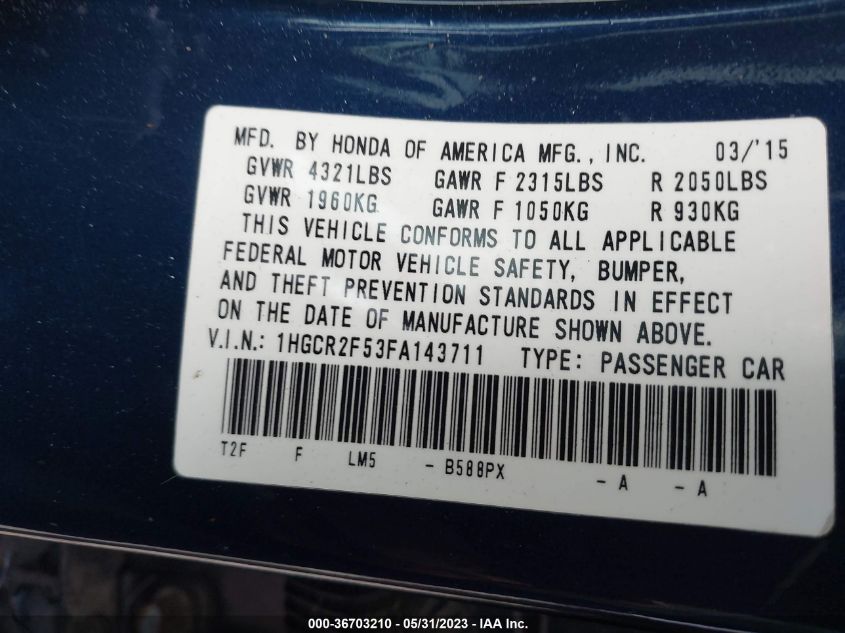 MFD. BY HONDA OF AMERICA MFG., INC. 03/'15
GVWR 4321LBS GAWR F 2315LBS R 2050LBS
GVWR 1960KG GAWR F 1050KG R 930KG
THIS VEHICLE CONFORMS TO ALL APPLICABLE
FEDERAL MOTOR VEHICLE SAFETY, BUMPER,
AND THEFT PREVENTION STANDARDS IN EFFECT
ON THE DATE OF MANUFACTURE SHOWN ABOVE.
V.I.N.: 1HGCR2F53FA143711 TYPE: PASSENGER CAR
T2F F LM5 - B588PX - A - A
000-36703210 - 05/31/2023 - IAA Inc.